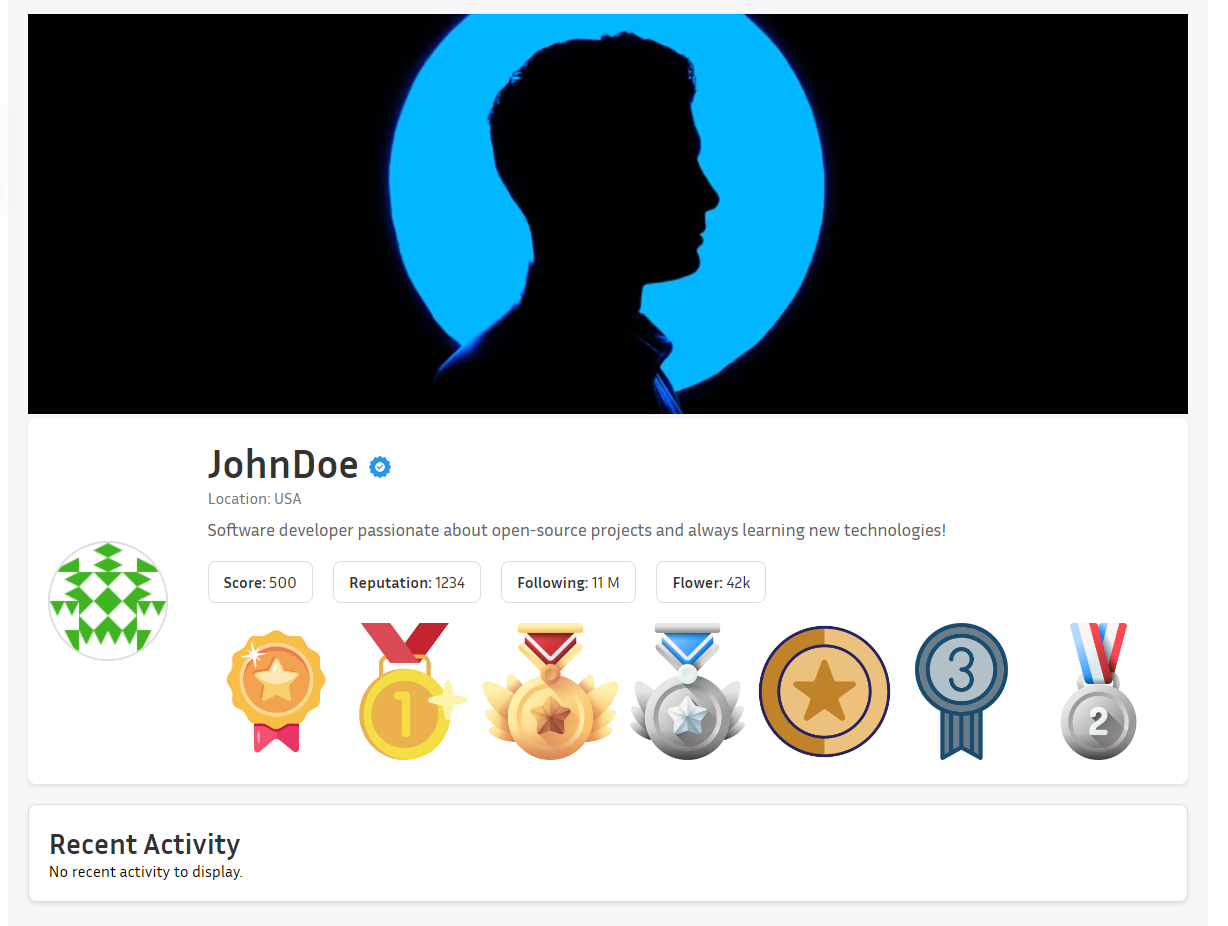 JohnDoe
Location: USA
Software developer passionate about open-source projects and always learning new technologies!
Score: 500 Reputation: 1234 Following: 11 M Flower: 42k
1 3 2
Recent Activity
No recent activity to display.